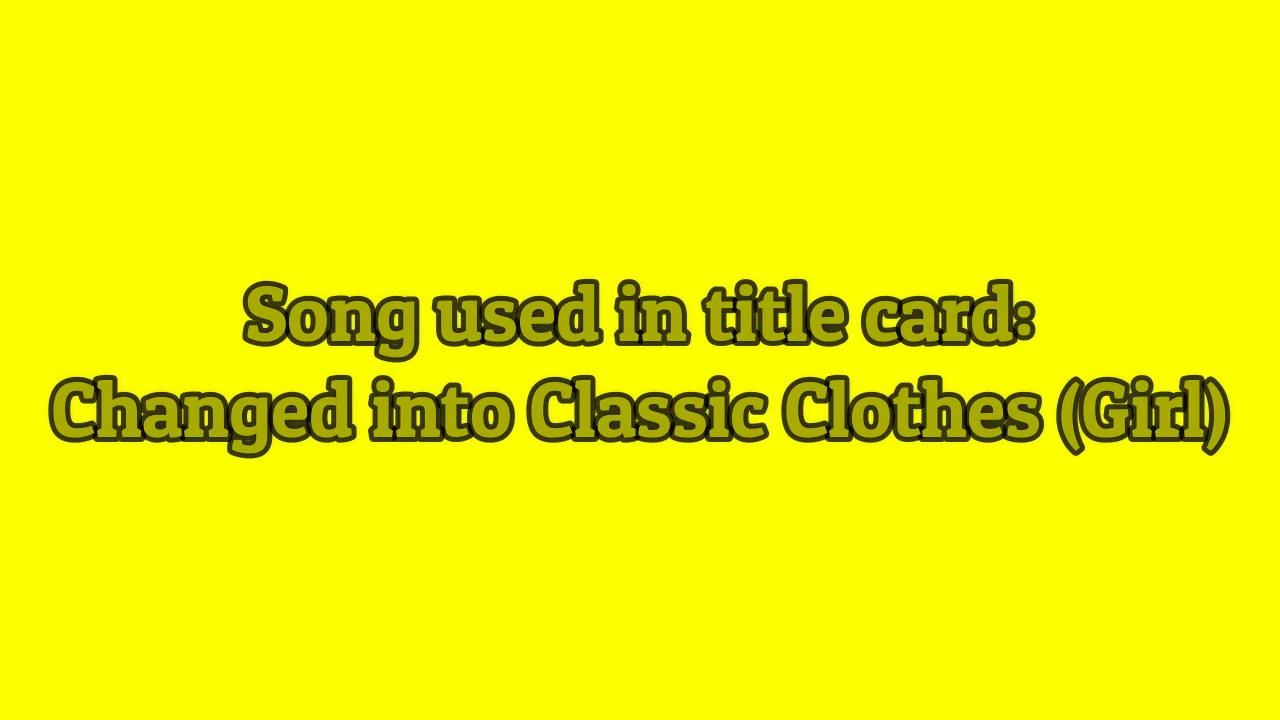 Song used in title card:
Changed into Classic Clothes (Girl)